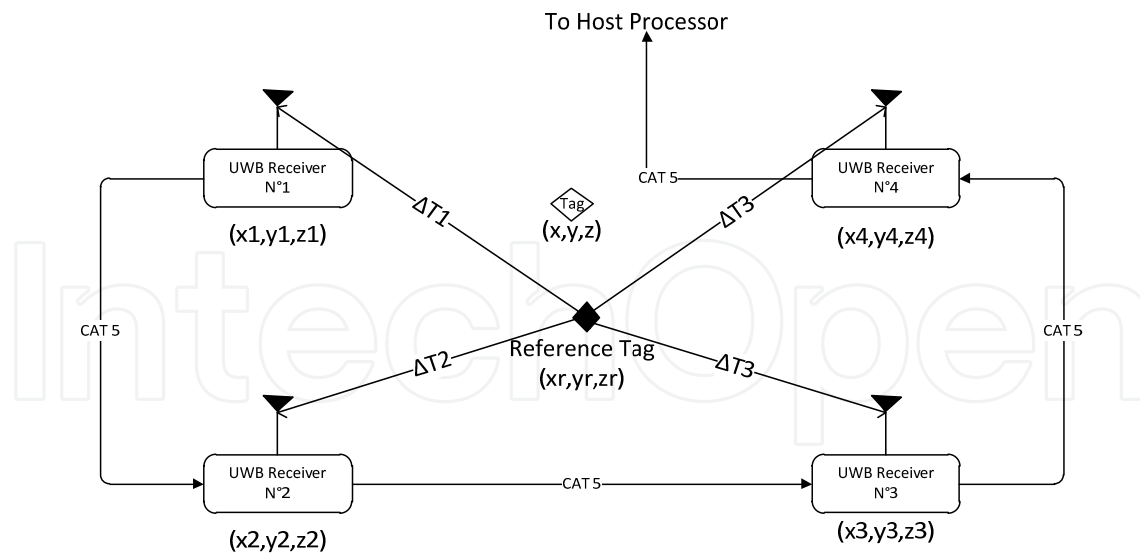 To Host Processor
UWB Receiver
N°1
(x1,y1,z1)
ΔT1
Tag
(x,y,z)
ΔT3
CAT 5
UWB Receiver
N°4
(x4,y4,z4)
IntechOpen
CAT 5
CAT 5
Reference Tag
(xr,yr,zr)
ΔT2
ΔT3
UWB Receiver
N°2
(x2,y2,z2)
CAT 5
UWB Receiver
N°3
(x3,y3,z3)